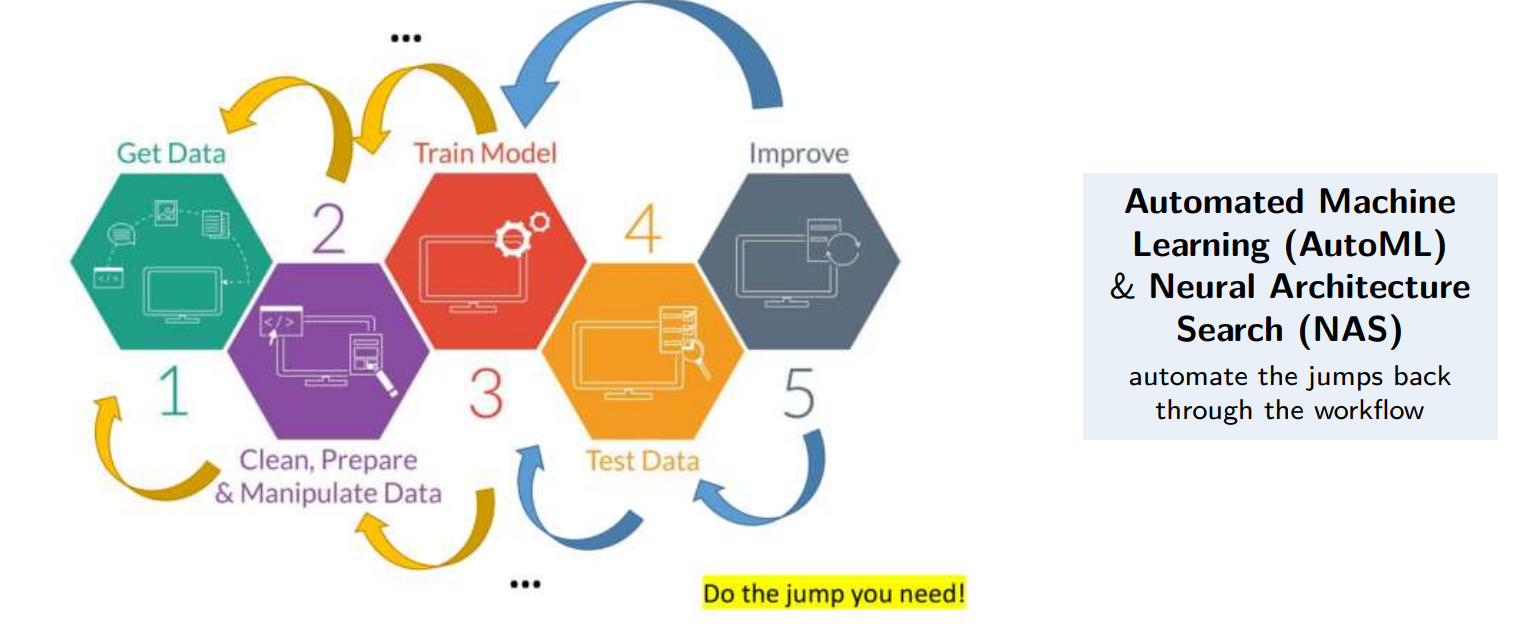 ...
Get Data
Train Model
Improve
2
4
</>
</>
1
3
5
Clean, Prepare
& Manipulate Data
Test Data
...
Do the jump you need!
Automated Machine
Learning (AutoML)
& Neural Architecture
Search (NAS)
automate the jumps back
through the workflow